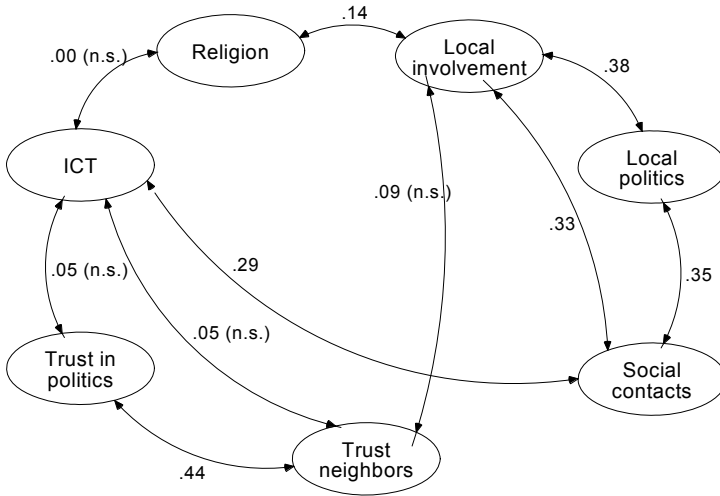 .14
.00 (n.s.)
Religion
Local
involvement
.38
ICT
Local
politics
.09 (n.s.)
.33
.05 (n.s.)
.29
.35
.05 (n.s.)
Trust in
politics
Social
contacts
Trust
neighbors
.44